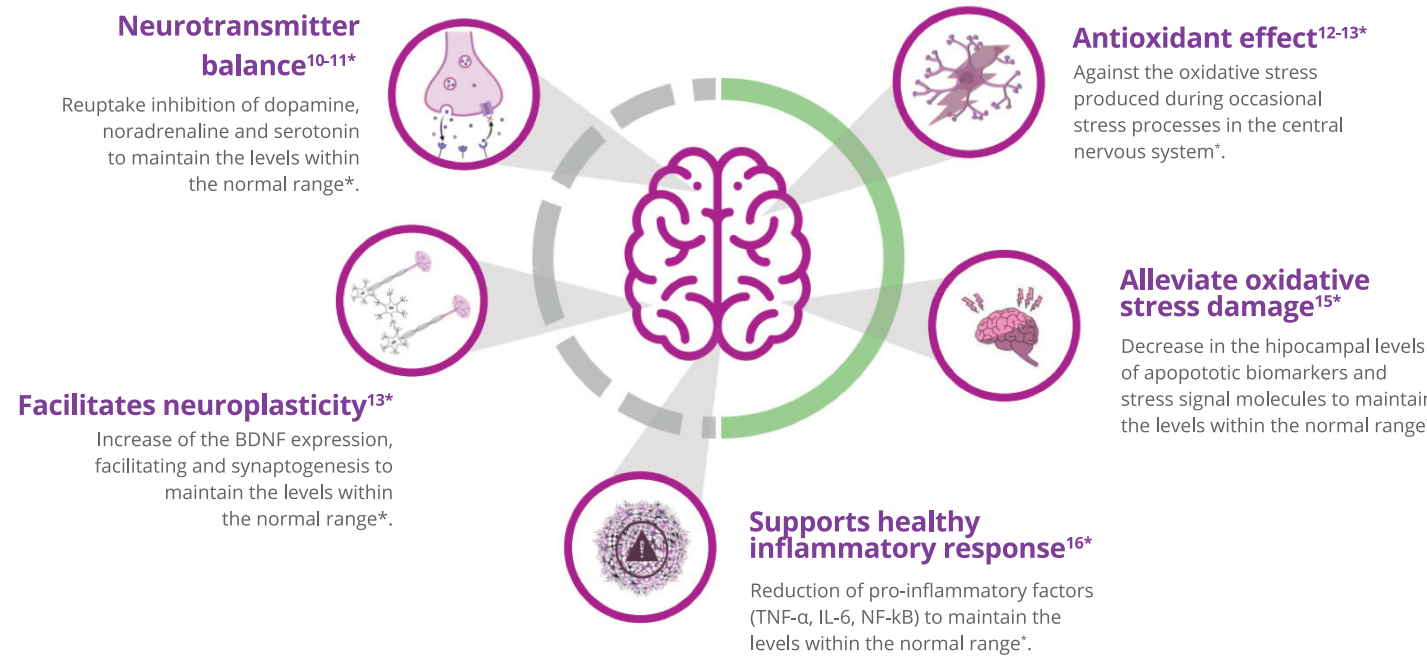 Neurotransmitter
balance10-11*
Reuptake inhibition of dopamine,
noradrenaline and serotonin
to maintain the levels within
the normal range*.
Antioxidant effect12-13*
Against the oxidative stress
produced during occasional
stress processes in the central
nervous system*.
Facilitates neuroplasticity13*
Increase of the BDNF expression,
facilitating and synaptogenesis to
maintain the levels within
the normal range*.
Alleviate oxidative
stress damage15*
Decrease in the hipocampal levels
of apopototic biomarkers and
stress signal molecules to maintain
the levels within the normal range
Supports healthy
inflammatory response16*
Reduction of pro-inflammatory factors
(TNF-α, IL-6, NF-kB) to maintain the
levels within the normal range*.